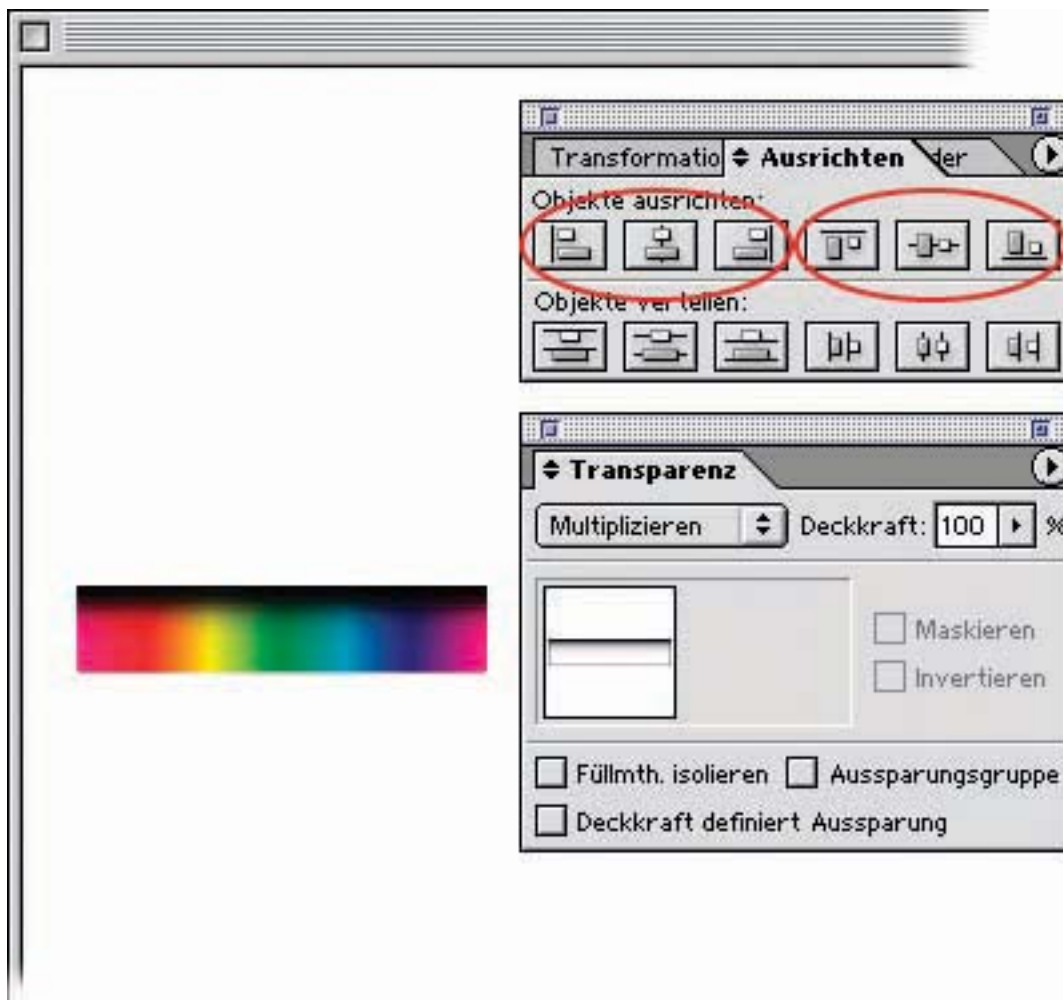 Transformatio Ausrichten der
Objekte ausrichten:
Objekte verteilen:
Transparenz
Multiplizieren Deckkraft: 100 %
Maskieren
Invertieren
Füllmth. isolieren Aussparungsgruppe
Deckkraft definiert Aussparung